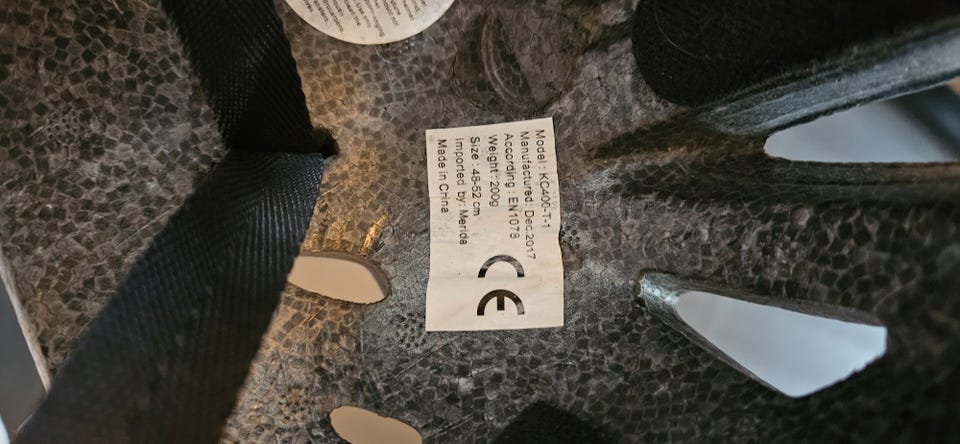 Model : KC400-T-1
Manufactured: Dec.2017
According : EN1078
Weight : 200g
Size : 48-52 cm
Imported by: Merida
Made in China
CE